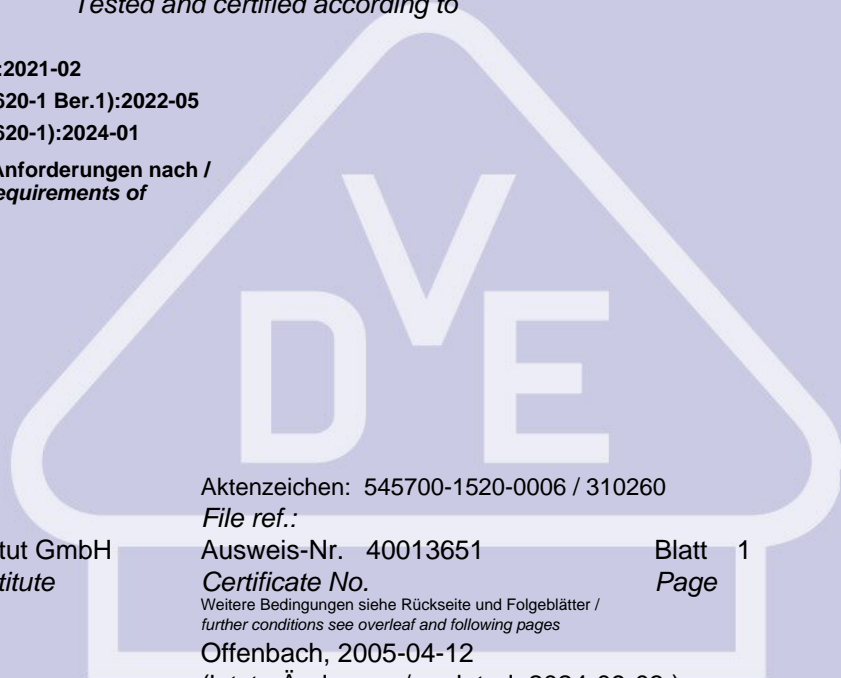 Tested and certified according to
:2021-02
620-1 Ber.1):2022-05
620-1):2024-01
Anforderungen nach /
equirements of
D V E
Aktenzeichen: 545700-1520-0006 / 310260
File ref.:
tut GmbH Ausweis-Nr. 40013651 Blatt 1
titute Certificate No. Page
Weitere Bedingungen siehe Rückseite und Folgeblätter /
further conditions see overleaf and following pages
Offenbach, 2005-04-12